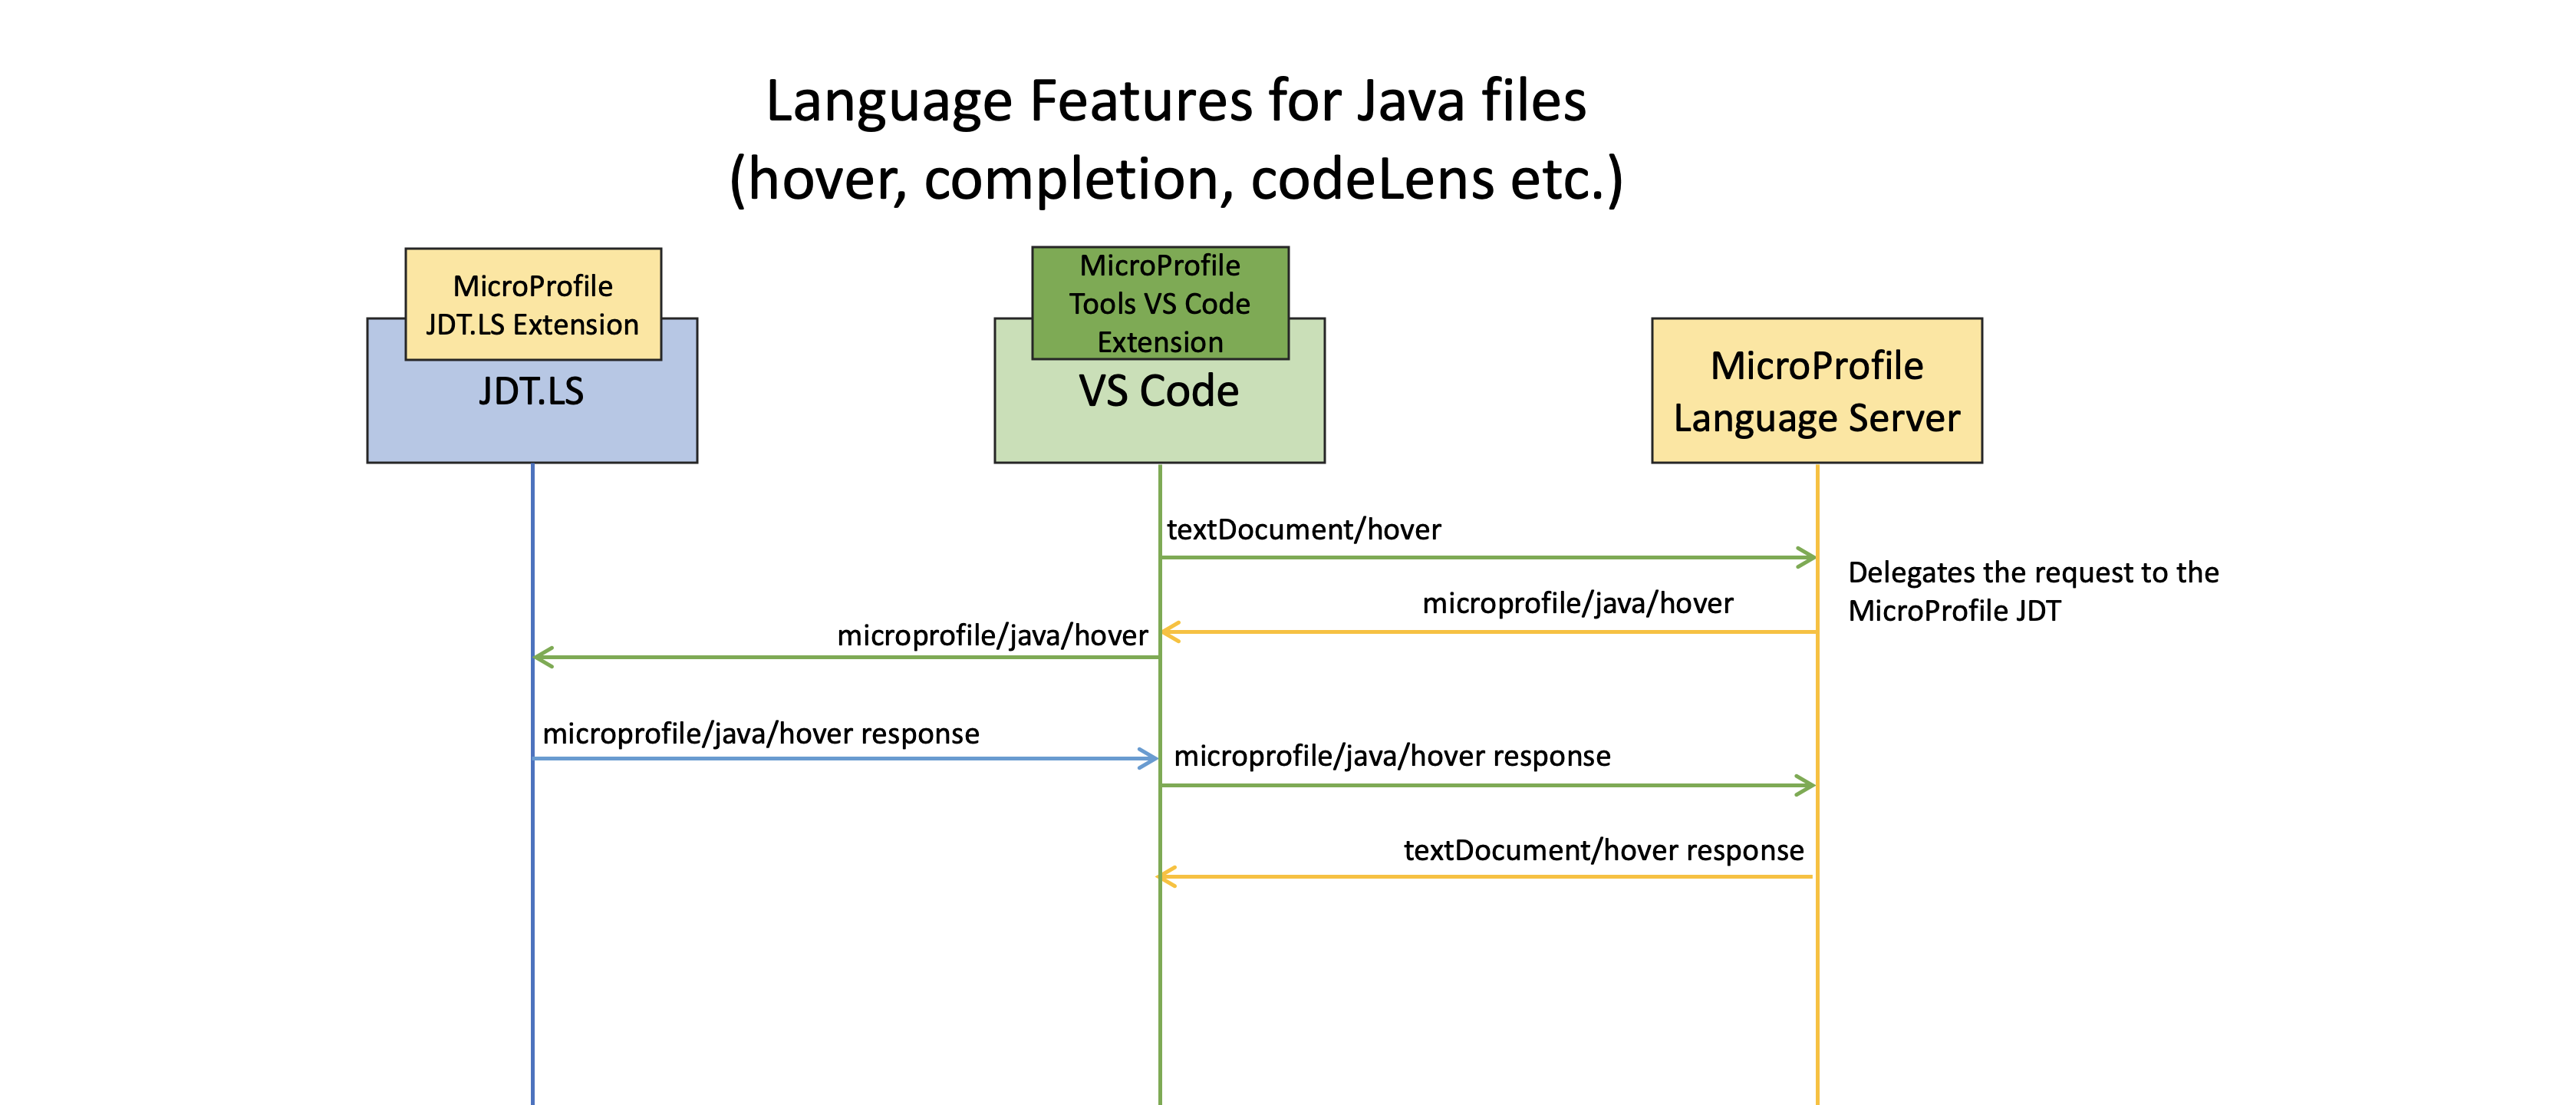 Language Features for Java files
(hover, completion, codeLens etc.)
MicroProfile
JDT.LS Extension
JDT.LS
MicroProfile
Tools VS Code
Extension
VS Code
MicroProfile
Language Server
textDocument/hover
Delegates the request to the
MicroProfile JDT
microprofile/java/hover
microprofile/java/hover
microprofile/java/hover response
microprofile/java/hover response
textDocument/hover response